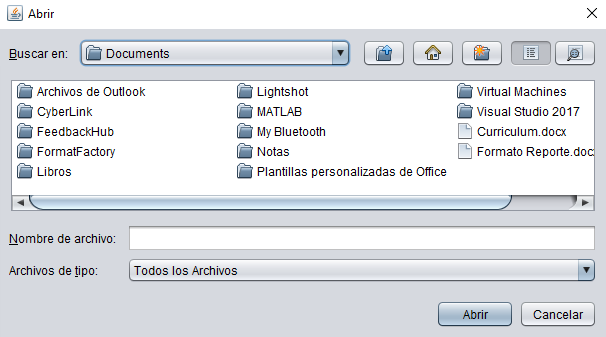 Abrir
Buscar en: Documents
Archivos de Outlook
CyberLink
FeedbackHub
FormatFactory
Libros
Lightshot
MATLAB
My Bluetooth
Notas
Plantillas personalizadas de Office
Virtual Machines
Visual Studio 2017
Curriculum.docx
Formato Reporte.docx
Nombre de archivo:
Archivos de tipo: Todos los Archivos
Abrir Cancelar